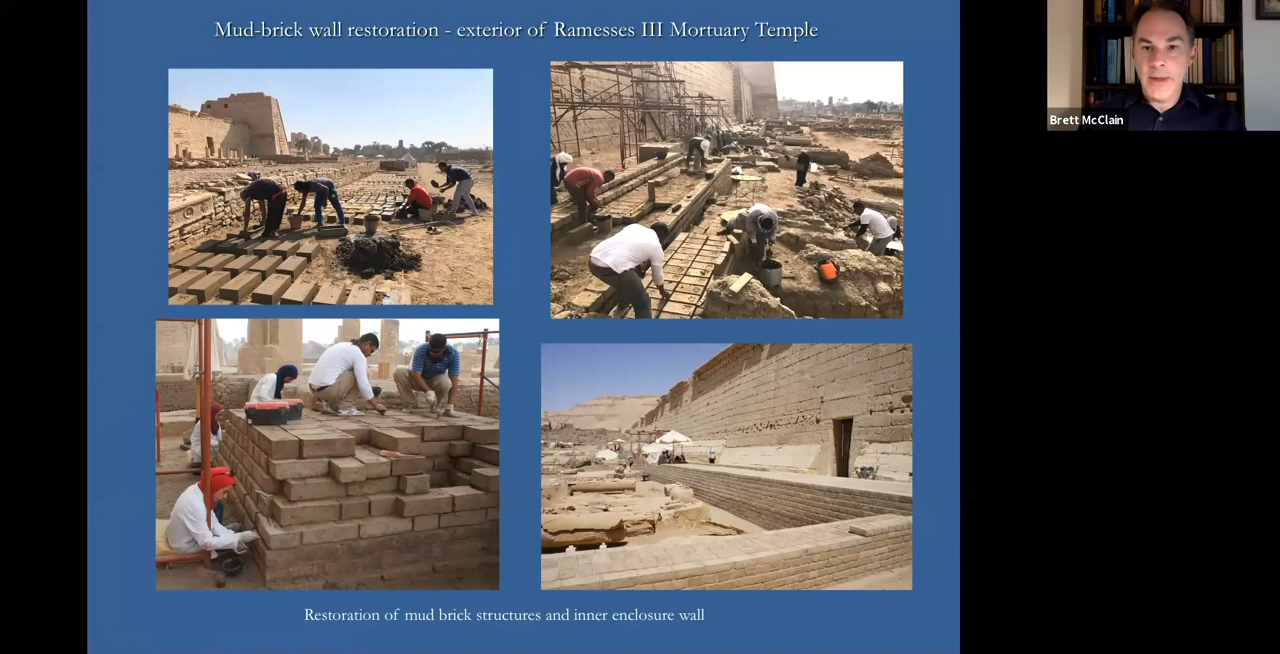 Mud-brick wall restoration - exterior of Ramesses III Mortuary Temple
Brett McClain
Restoration of mud brick structures and inner enclosure wall